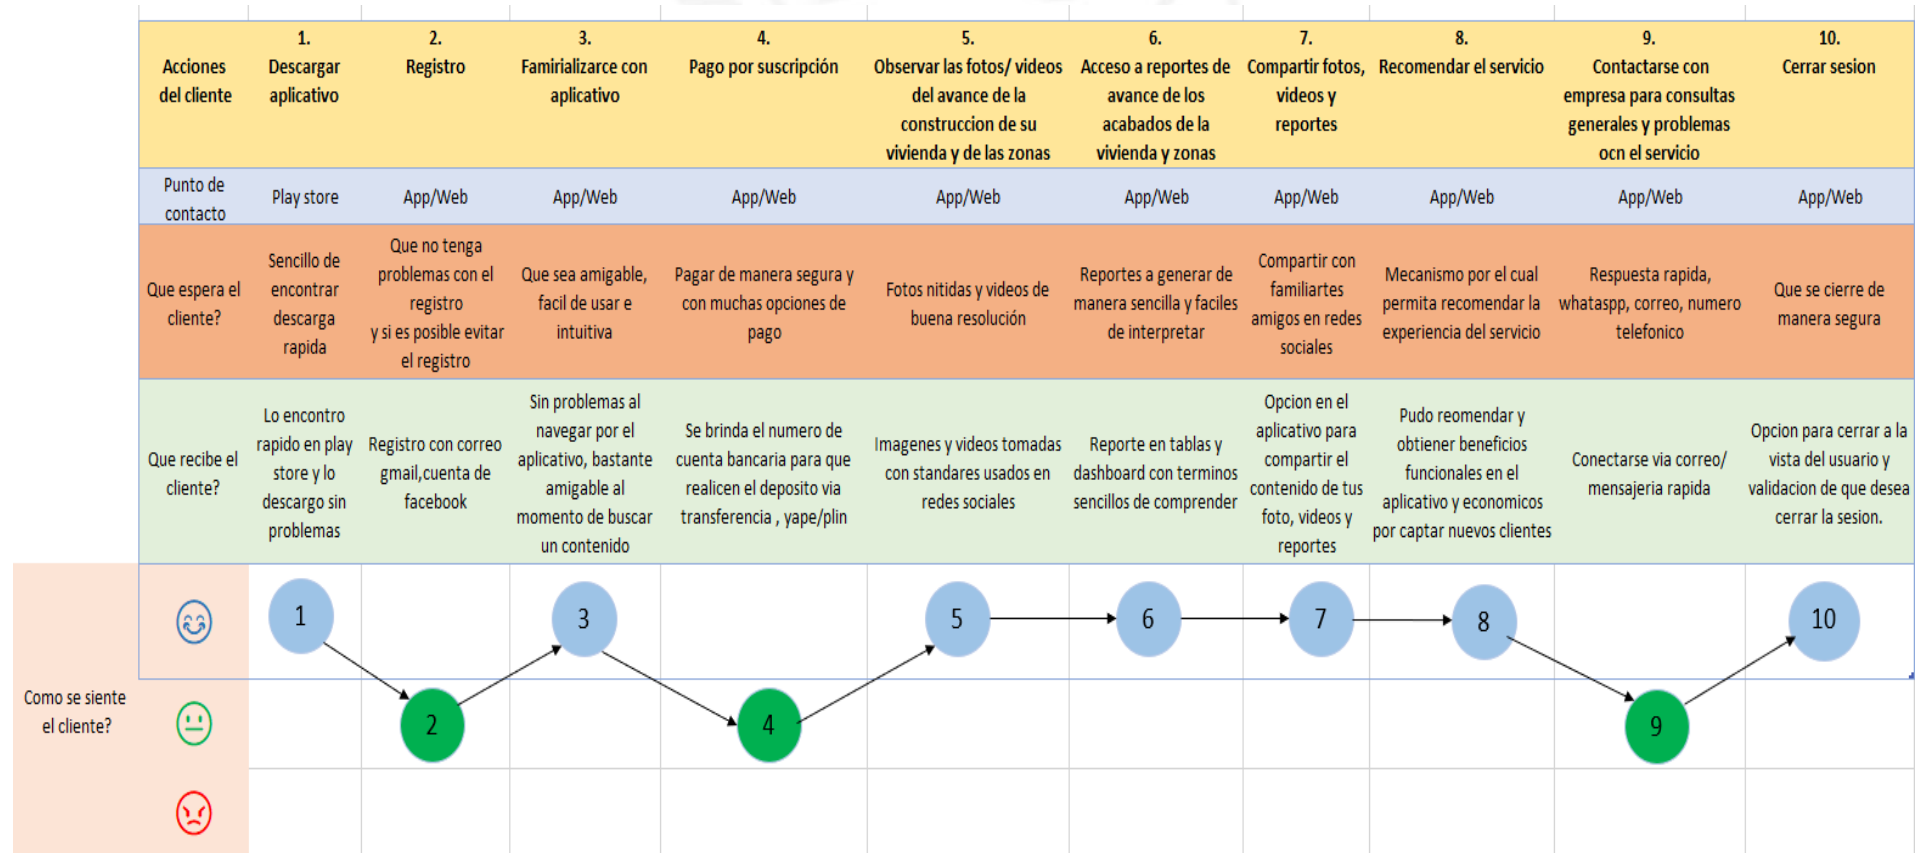 Acciones
del cliente
1.
Descargar
aplicativo
2.
Registro
3.
Famirializarce con
aplicativo
4.
Pago por suscripción
5.
Observar las fotos/ videos
del avance de la
construccion de su
vivienda y de las zonas
6.
Acceso a reportes de
avance de los
acabados de la
vivienda y zonas
7.
Compartir fotos,
videos y
reportes
8.
Recomendar el servicio
9.
Contactarse con
empresa para consultas
generales y problemas
ocn el servicio
10.
Cerrar sesion
Punto de
contacto
Play store
App/Web
App/Web
App/Web
App/Web
App/Web
App/Web
App/Web
App/Web
App/Web
Que espera el
cliente?
Sencillo de
encontrar
descarga
rapida
Que no tenga
problemas con el
registro
y si es posible evitar
el registro
Que sea amigable,
facil de usar e
intuitiva
Pagar de manera segura y
con muchas opciones de
pago
Fotos nitidas y videos de
buena resolución
Reportes a generar de
manera sencilla y faciles
de interpretar
Compartir con
familiartes
amigos en redes
sociales
Mecanismo por el cual
permita recomendar la
experiencia del servicio
Respuesta rapida,
whataspp, correo, numero
telefonico
Que se cierre de
manera segura
Que recibe el
cliente?
Lo encontro
rapido en play
store y lo
descargo sin
problemas
Registro con correo
gmail,cuenta de
facebook
Sin problemas al
navegar por el
aplicativo, bastante
amigable al
momento de buscar
un contenido
Se brinda el numero de
cuenta bancaria para que
realicen el deposito via
transferencia , yape/plin
Imagenes y videos tomadas
con standares usados en
redes sociales
Reporte en tablas y
dashboard con terminos
sencillos de comprender
Opcion en el
aplicativo para
compartir el
contenido de tus
foto, videos y
reportes
Pudo reomendar y
obtiener beneficios
funcionales en el
aplicativo y economicos
por captar nuevos clientes
Conectarse via correo/
mensajeria rapida
Opcion para cerrar a la
vista del usuario y
validacion de que desea
cerrar la sesion.
Como se siente
el cliente?
1
2
3
4
5
6
7
8
9
10